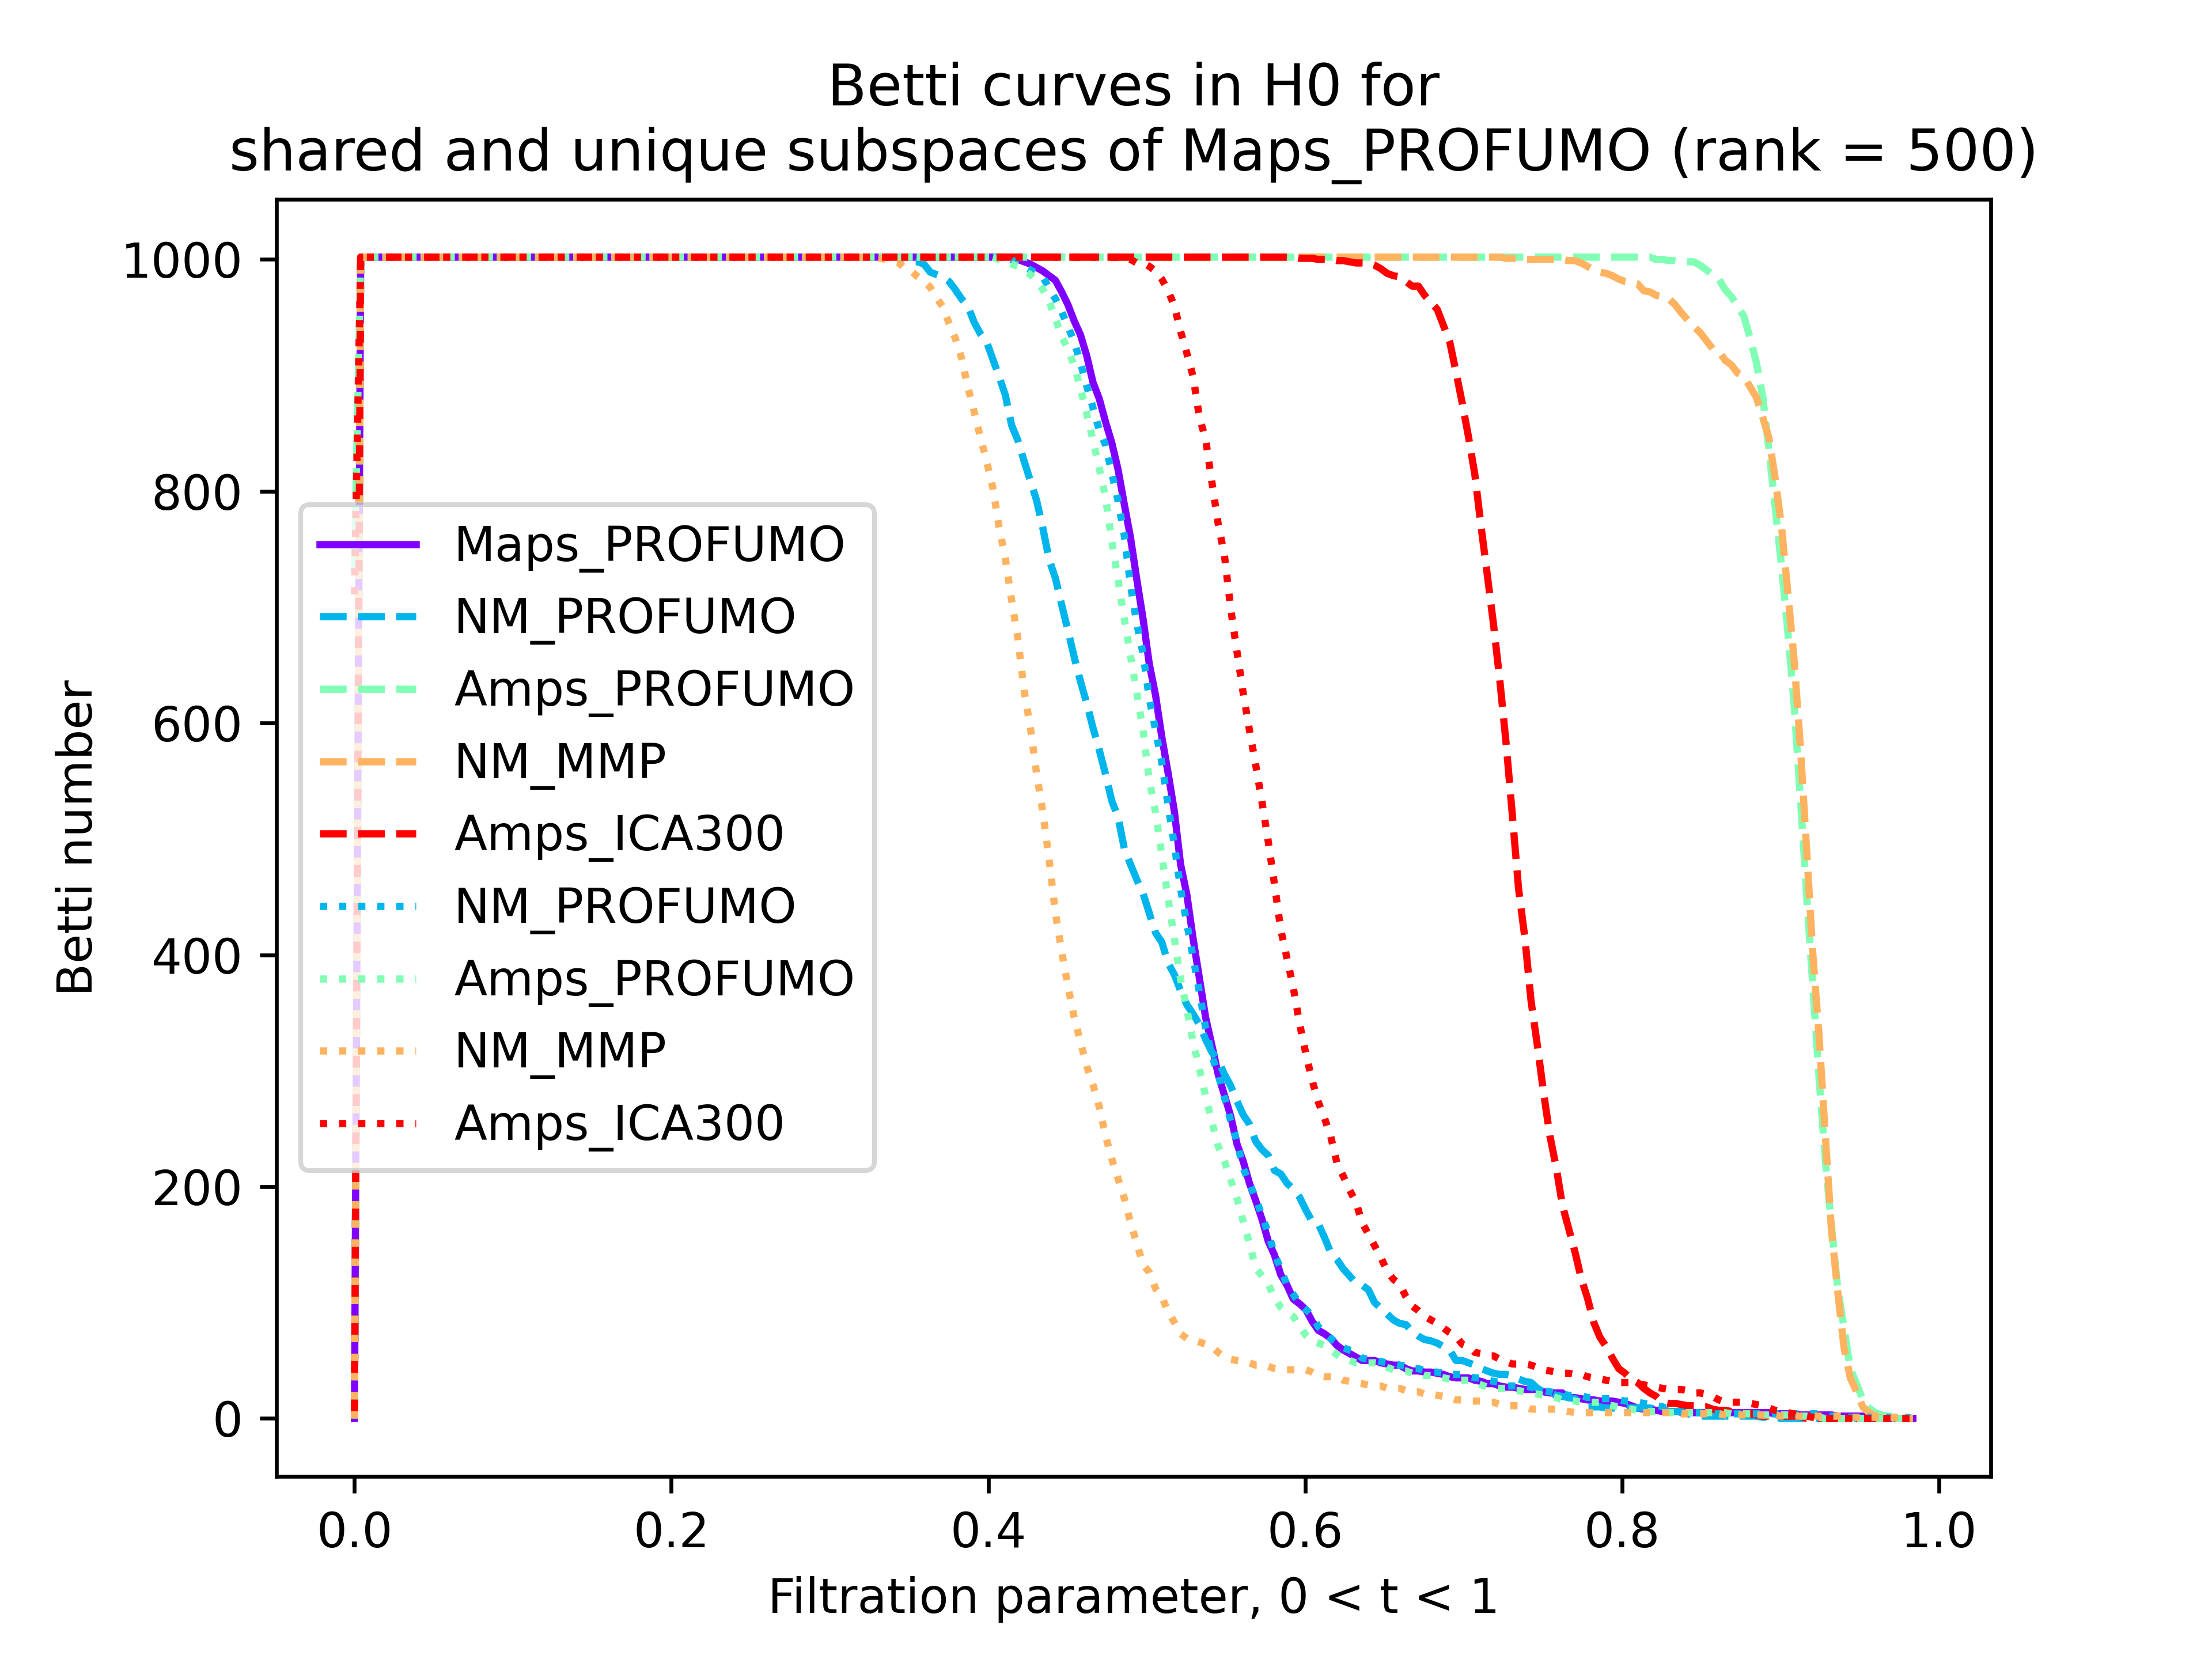 Betti curves in H0 for
shared and unique subspaces of Maps_PROFUMO (rank = 500)
1000
800
600
400
200
0
Betti number
Maps_PROFUMO
NM_PROFUMO
Amps_PROFUMO
NM_MMP
Amps_ICA300
NM_PROFUMO
Amps_PROFUMO
NM_MMP
Amps_ICA300
0.0 0.2 0.4 0.6 0.8 1.0
Filtration parameter, 0 < t < 1